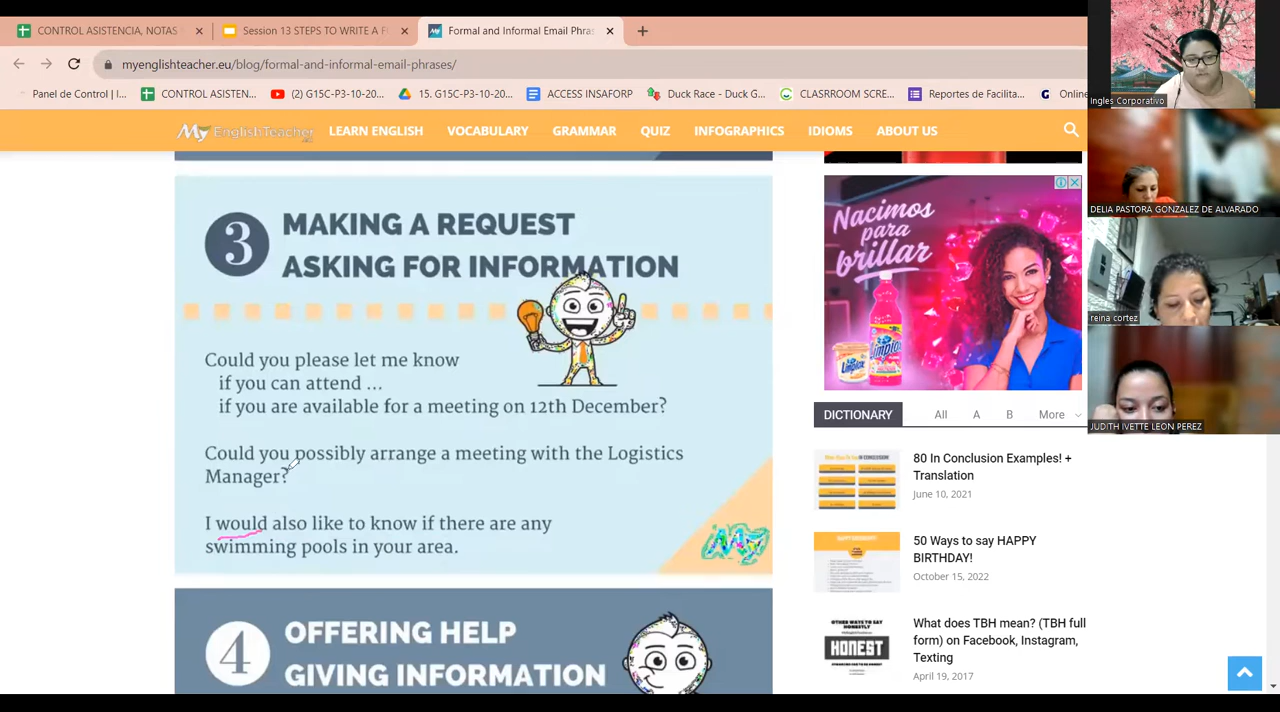 CONTROL ASISTENCIA, NOTAS
Session 13 STEPS TO WRITE A F
Formal and Informal Email Phras
myenglishteacher.eu/blog/formal-and-informal-email-phrases/
Panel de Control | I...
CONTROL ASISTEN...
(2) G15C-P3-10-20...
15. G15C-P3-10-20...
ACCESS INSAFORP
Duck Race - Duck G...
CLASRROOM SCRE...
Reportes de Facilita...
Online
My EnglishTeacher
LEARN ENGLISH
VOCABULARY
GRAMMAR
QUIZ
INFOGRAPHICS
IDIOMS
ABOUT US
3
MAKING A REQUEST
ASKING FOR INFORMATION
Could you please let me know
if you can attend ...
if you are available for a meeting on 12th December?
Could you possibly arrange a meeting with the Logistics
Manager?
I would also like to know if there are any
swimming pools in your area.
My
4
OFFERING HELP
GIVING INFORMATION
Nacimos
para
brillar
DICTIONARY
All
A
B
More
80 In Conclusion Examples! +
Translation
June 10, 2021
50 Ways to say HAPPY
BIRTHDAY!
October 15, 2022
What does TBH mean? (TBH full
form) on Facebook, Instagram,
Texting
April 19, 2017
HONEST
Ingles Corporativo
DELIA PASTORA GONZALEZ DE ALVARADO
reina cortez
JUDITH IVETTE LEON PEREZ